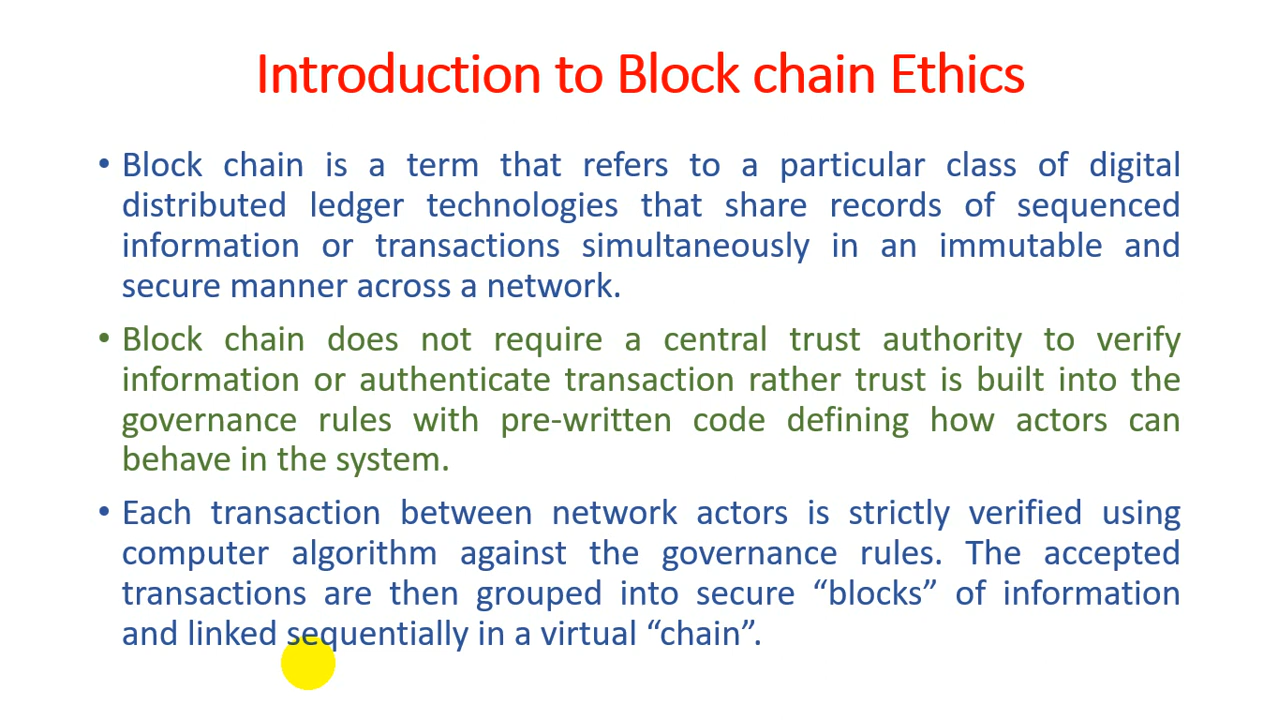 Introduction to Block chain Ethics
• Block chain is a term that refers to a particular class of digital
distributed ledger technologies that share records of sequenced
information or transactions simultaneously in an immutable and
secure manner across a network.
• Block chain does not require a central trust authority to verify
information or authenticate transaction rather trust is built into the
governance rules with pre-written code defining how actors can
behave in the system.
• Each transaction between network actors is strictly verified using
computer algorithm against the governance rules. The accepted
transactions are then grouped into secure “blocks” of information
and linked sequentially in a virtual “chain”.